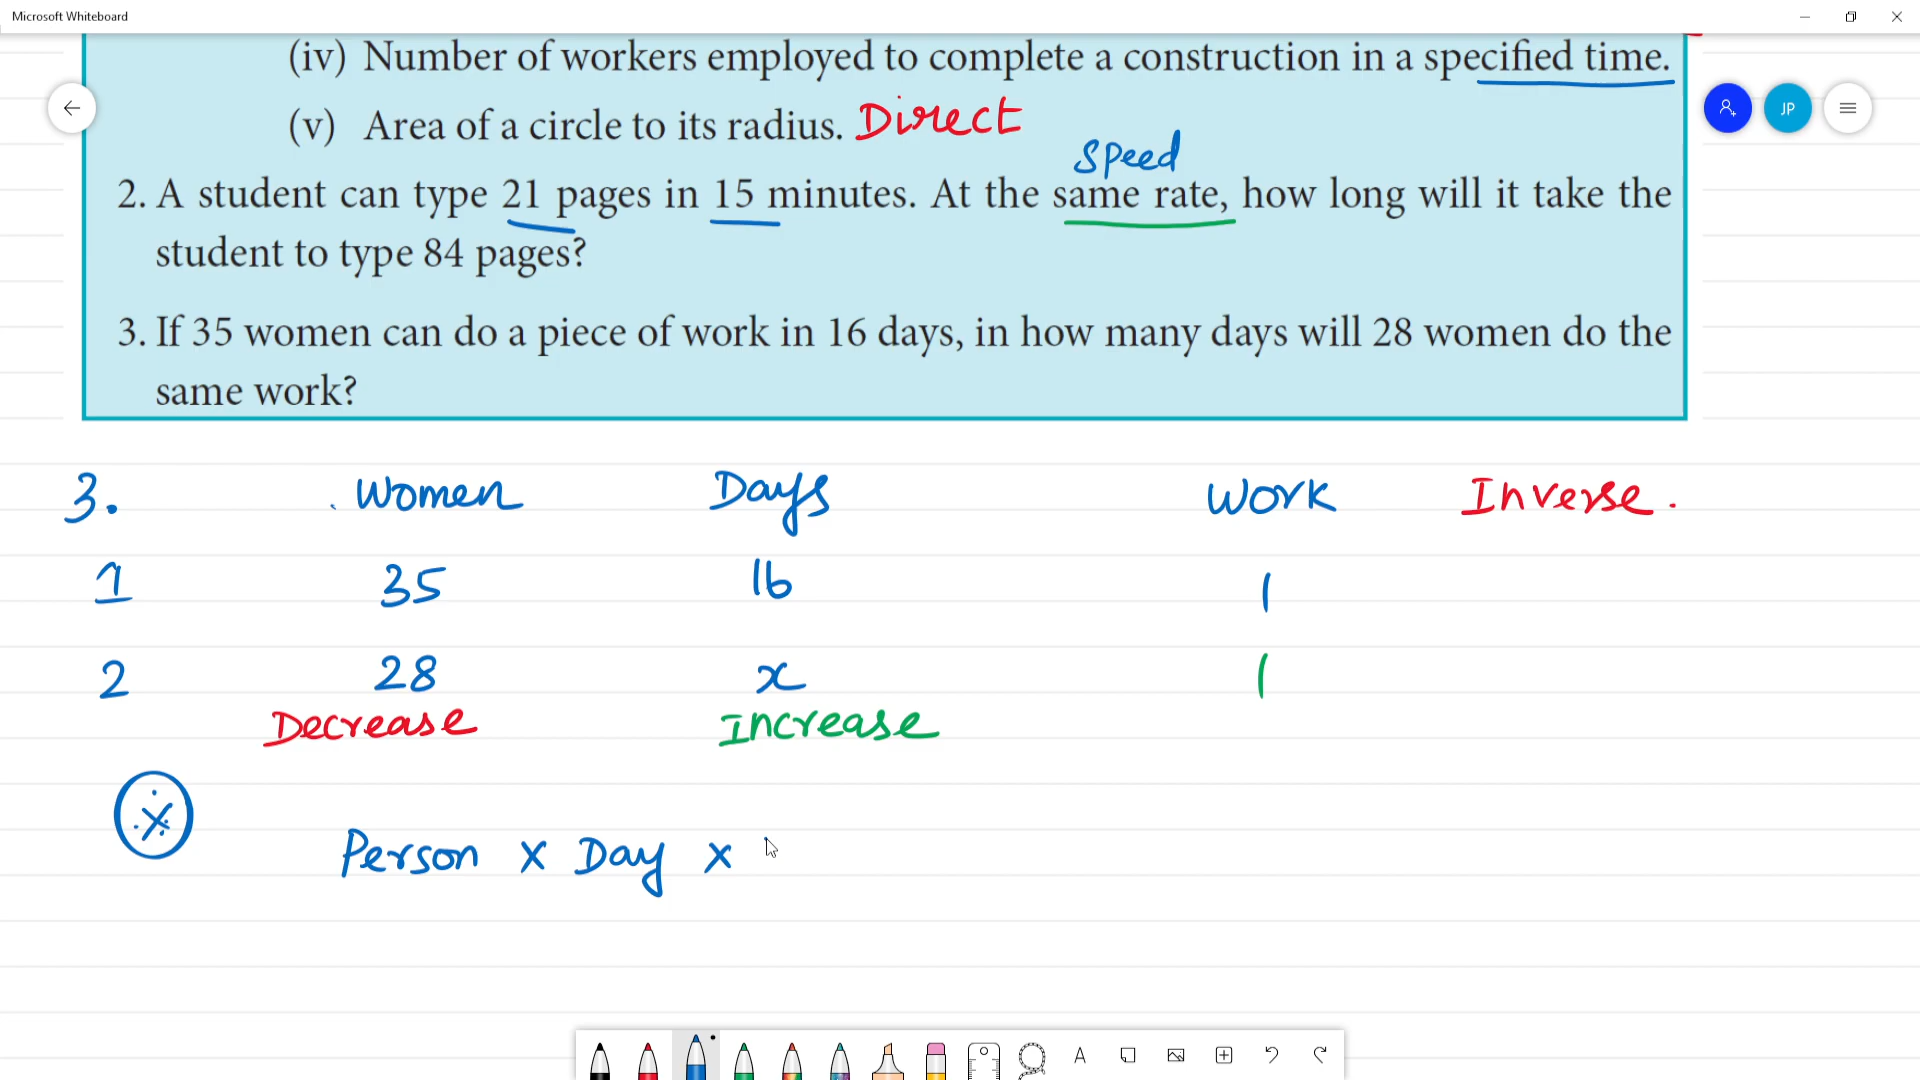 Microsoft Whiteboard
(iv) Number of workers employed to complete a construction in a specified time.
(v) Area of a circle to its radius. Direct
Speed
JP
2. A student can type 21 pages in 15 minutes. At the same rate, how long will it take the
student to type 84 pages?
3. If 35 women can do a piece of work in 16 days, in how many days will 28 women do the
same work?
3. Women Days Work Inverse.
1 35 16 1
2 28 x 1
Decrease Increase
Person x Day x